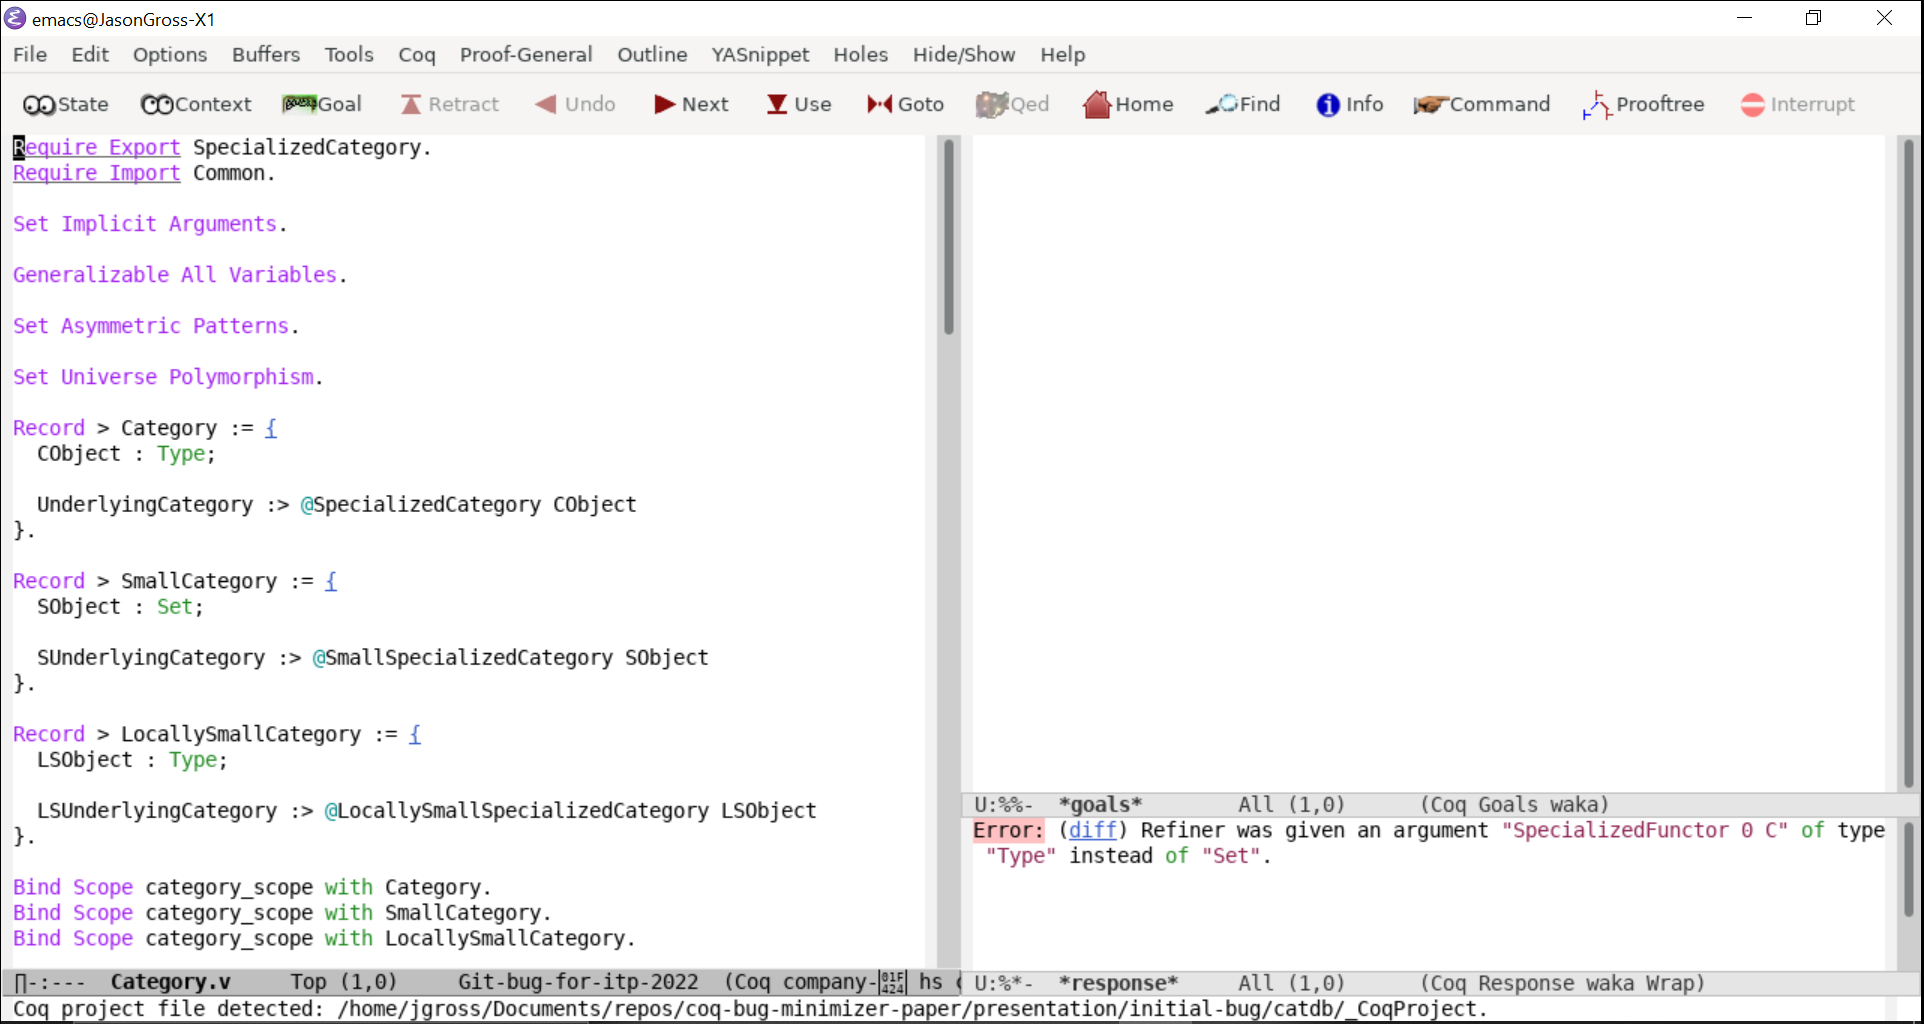 emacs@JasonGross-X1
File Edit Options Buffers Tools Coq Proof-General Outline YASnippet Holes Hide/Show Help
State Context Goal Retract Undo Next Use Goto Qed Home Find Info Command Prooftree Interrupt
Require Export SpecializedCategory.
Require Import Common.
Set Implicit Arguments.
Generalizable All Variables.
Set Asymmetric Patterns.
Set Universe Polymorphism.
Record > Category := {
  CObject : Type;
  UnderlyingCategory :> @SpecializedCategory CObject
}.
Record > SmallCategory := {
  SObject : Set;
  SUnderlyingCategory :> @SmallSpecializedCategory SObject
}.
Record > LocallySmallCategory := {
  LSObject : Type;
  LSUnderlyingCategory :> @LocallySmallSpecializedCategory LSObject
}.
Bind Scope category_scope with Category.
Bind Scope category_scope with SmallCategory.
Bind Scope category_scope with LocallySmallCategory.
-:--- Category.v Top (1,0) Git-bug-for-itp-2022 (Coq company-01F424 hs
U:%%- *goals* All (1,0) (Coq Goals waka)
Error: (diff) Refiner was given an argument "SpecializedFunctor 0 C" of type
"Type" instead of "Set".
U:%*- *response* All (1,0) (Coq Response waka Wrap)
Coq project file detected: /home/jgross/Documents/repos/coq-bug-minimizer-paper/presentation/initial-bug/catdb/_CoqProject.